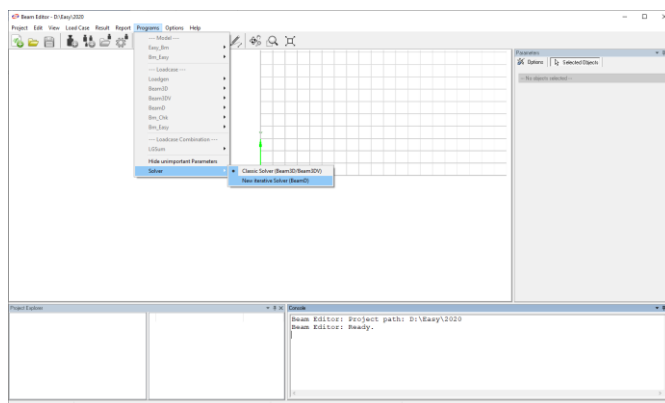 Beam Editor - D:\Easy\2020
Project Edit View Load Case Result Report Programs Options Help
--- Model ---
Easy_Bm
Bm_Easy
--- Loadcase ---
Loadgen
Beam3D
Beam3DV
BeamD
Bm_Chk
Bm_Easy
--- Loadcase Combination ---
LGSum
Hide unimportant Parameters
Solver
Classic Solver (Beam3D/Beam3DV)
New Iterative Solver (BeamD)
Parameters
Options Selected Objects
-- No objects selected --
Project Explorer
Console
Beam Editor: Project path: D:\Easy\2020
Beam Editor: Ready.